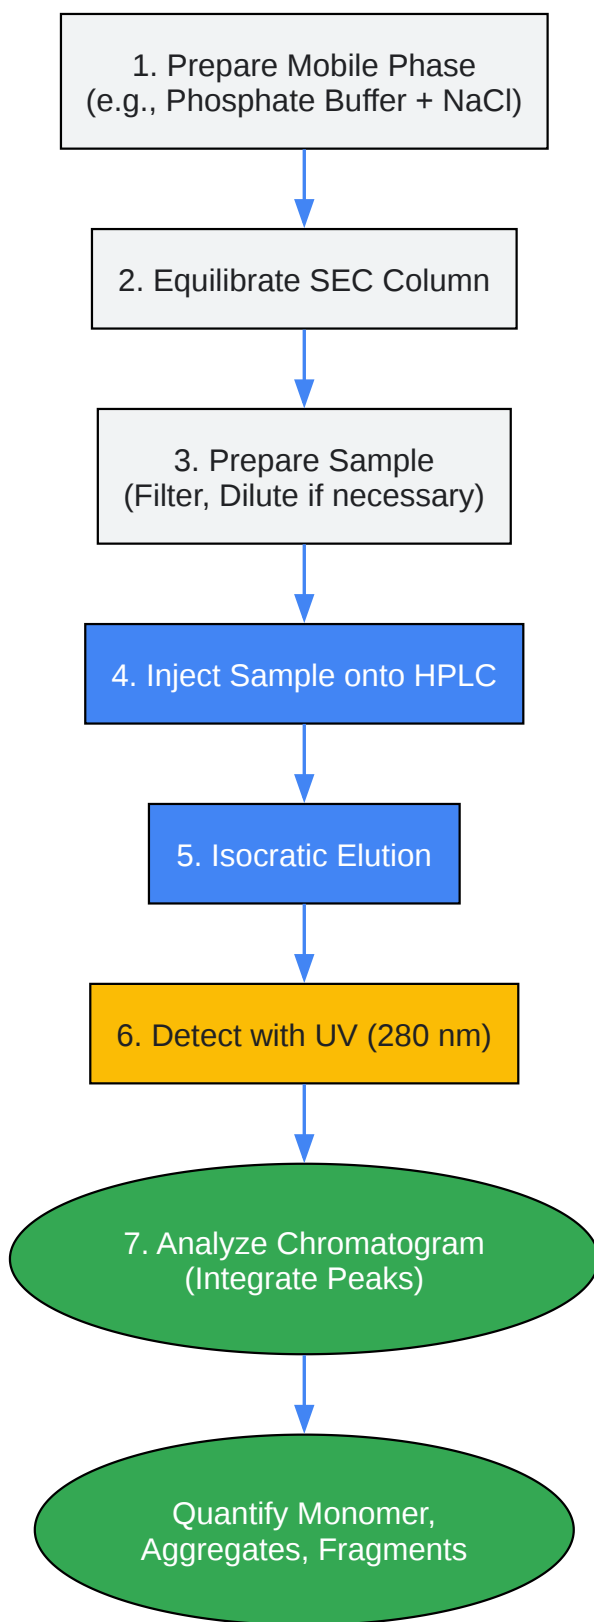 1. Prepare Mobile Phase
(e.g., Phosphate Buffer + NaCl)
2. Equilibrate SEC Column
3. Prepare Sample
(Filter, Dilute if necessary)
4. Inject Sample onto HPLC
5. Isocratic Elution
6. Detect with UV (280 nm)
7. Analyze Chromatogram
(Integrate Peaks)
Quantify Monomer,
Aggregates, Fragments